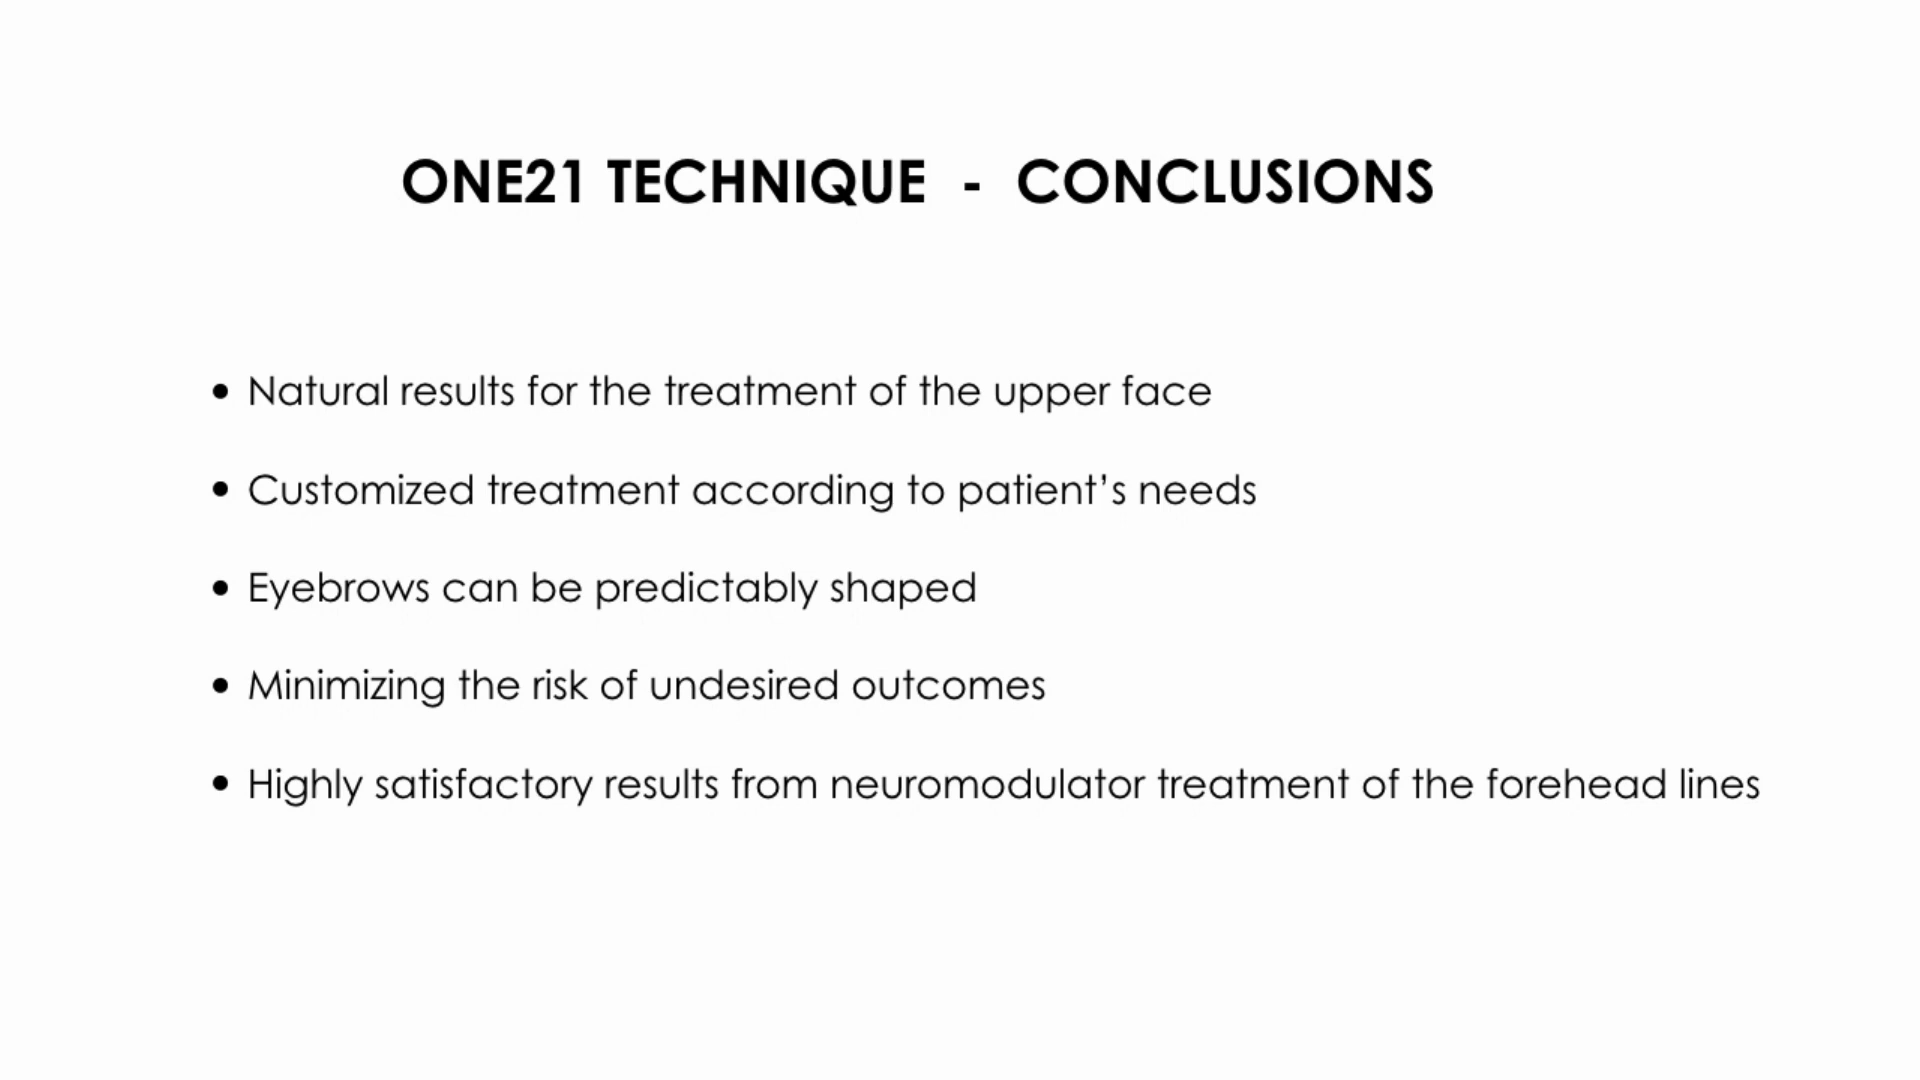 ONE21 TECHNIQUE - CONCLUSIONS
• Natural results for the treatment of the upper face
• Customized treatment according to patient’s needs
• Eyebrows can be predictably shaped
• Minimizing the risk of undesired outcomes
• Highly satisfactory results from neuromodulator treatment of the forehead lines